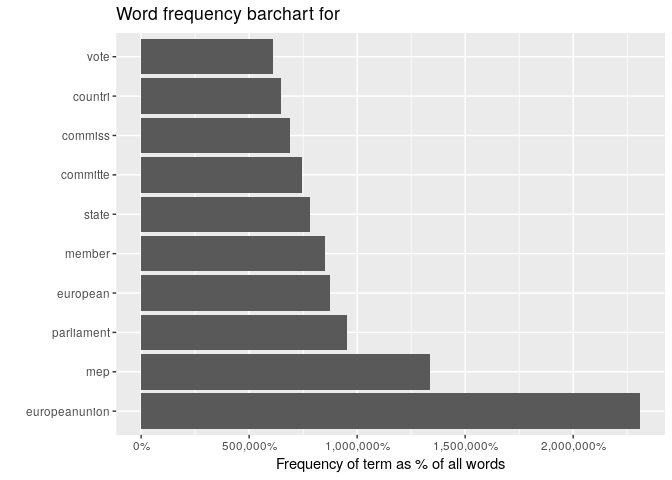 Word frequency barchart for
vote
countri
commiss
committe
state
member
european
parliament
mep
europeanunion
0% 500,000% 1,000,000% 1,500,000% 2,000,000%
Frequency of term as % of all words